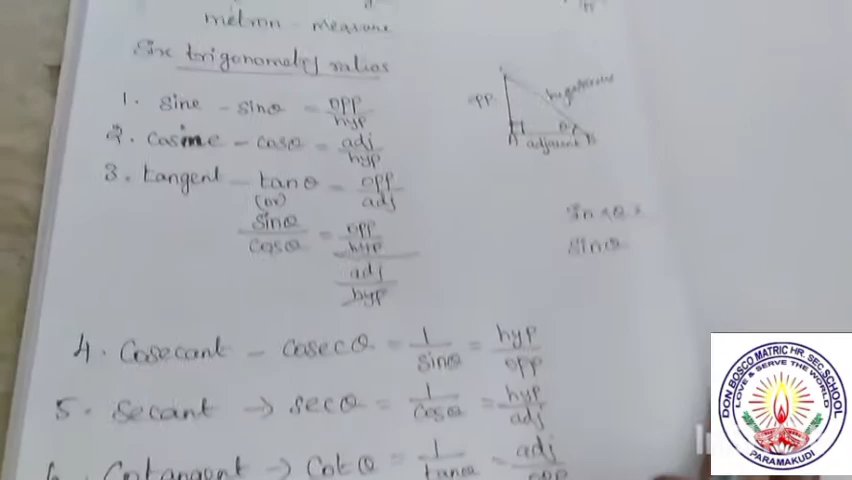 metron - measure
Six trigonometry ratios
1. sine - sinθ = opp/hyp
2. cosine - cosθ = adj/hyp
3. tangent - tanθ = opp/adj
(or)
sinθ/cosθ = opp/hyp / adj/hyp
4. Cosecant - cosecθ = 1/sinθ = hyp/opp
5. Secant → secθ = 1/cosθ = hyp/adj
6. Cotangent → Cotθ = 1/tanθ = adj/opp
opp.
hypotenuse
A adjacent B
θ
sinθ
DON BOSCO MATRIC HR. SEC. SCHOOL
LOVE & SERVE THE WORLD
PARAMAKUDI